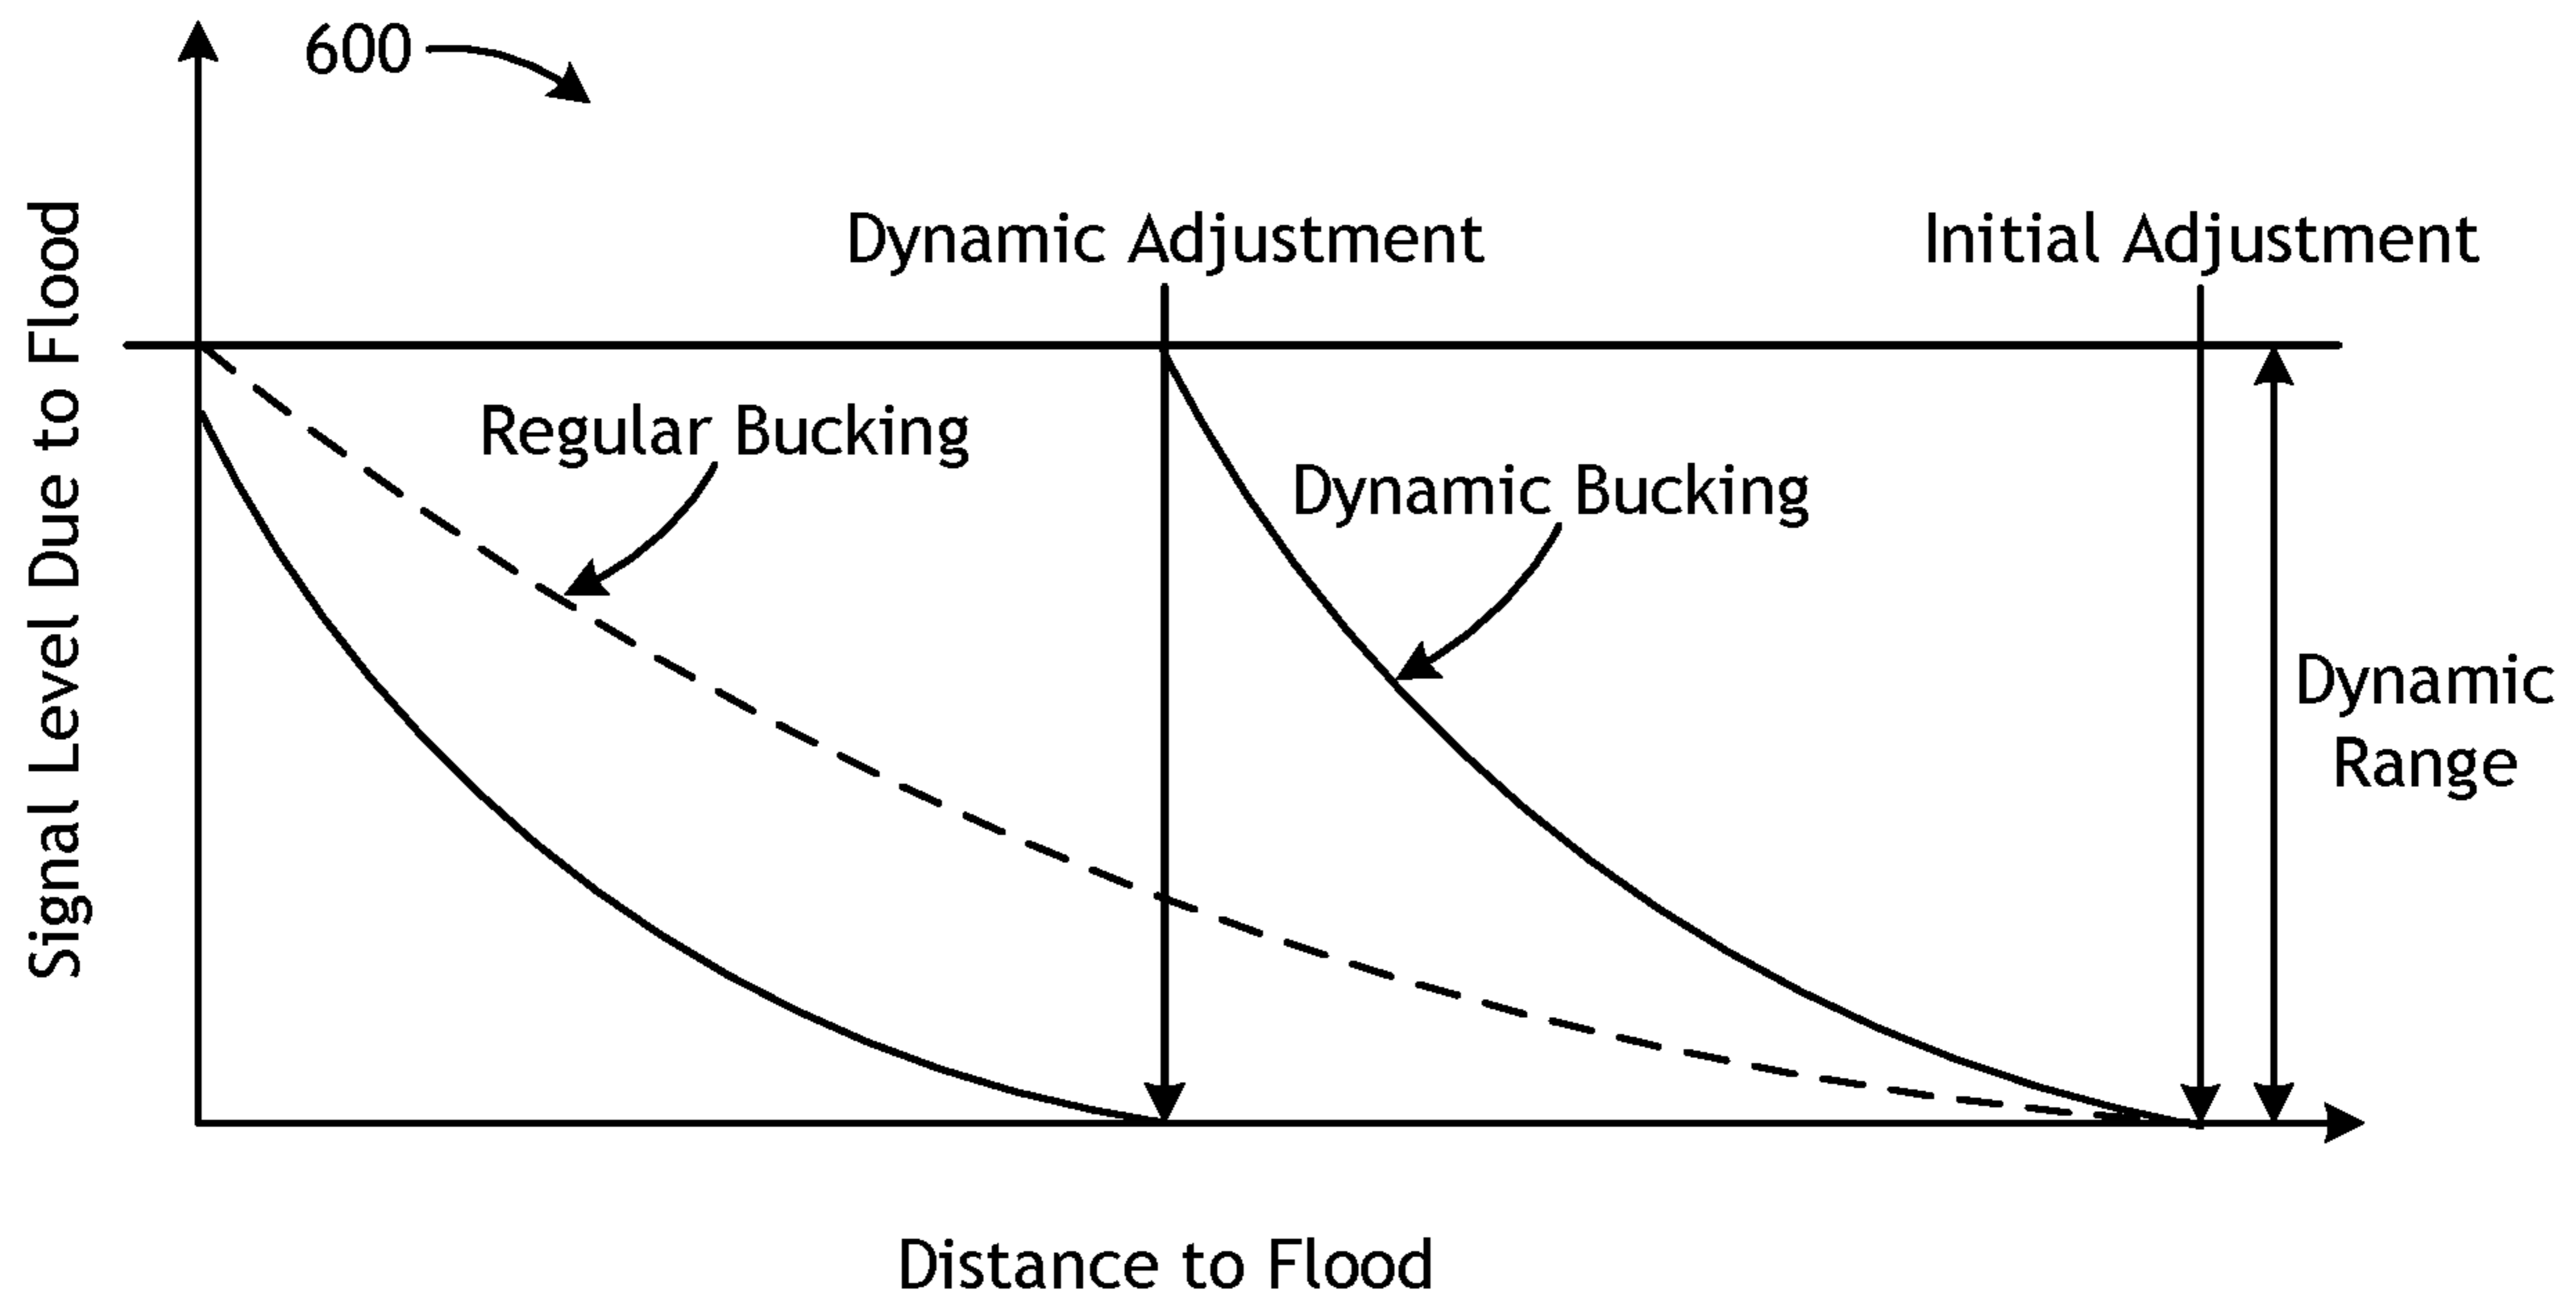 600
Dynamic Adjustment
Initial Adjustment
Signal Level Due to Flood
Regular Bucking
Dynamic Bucking
Dynamic
Range
Distance to Flood